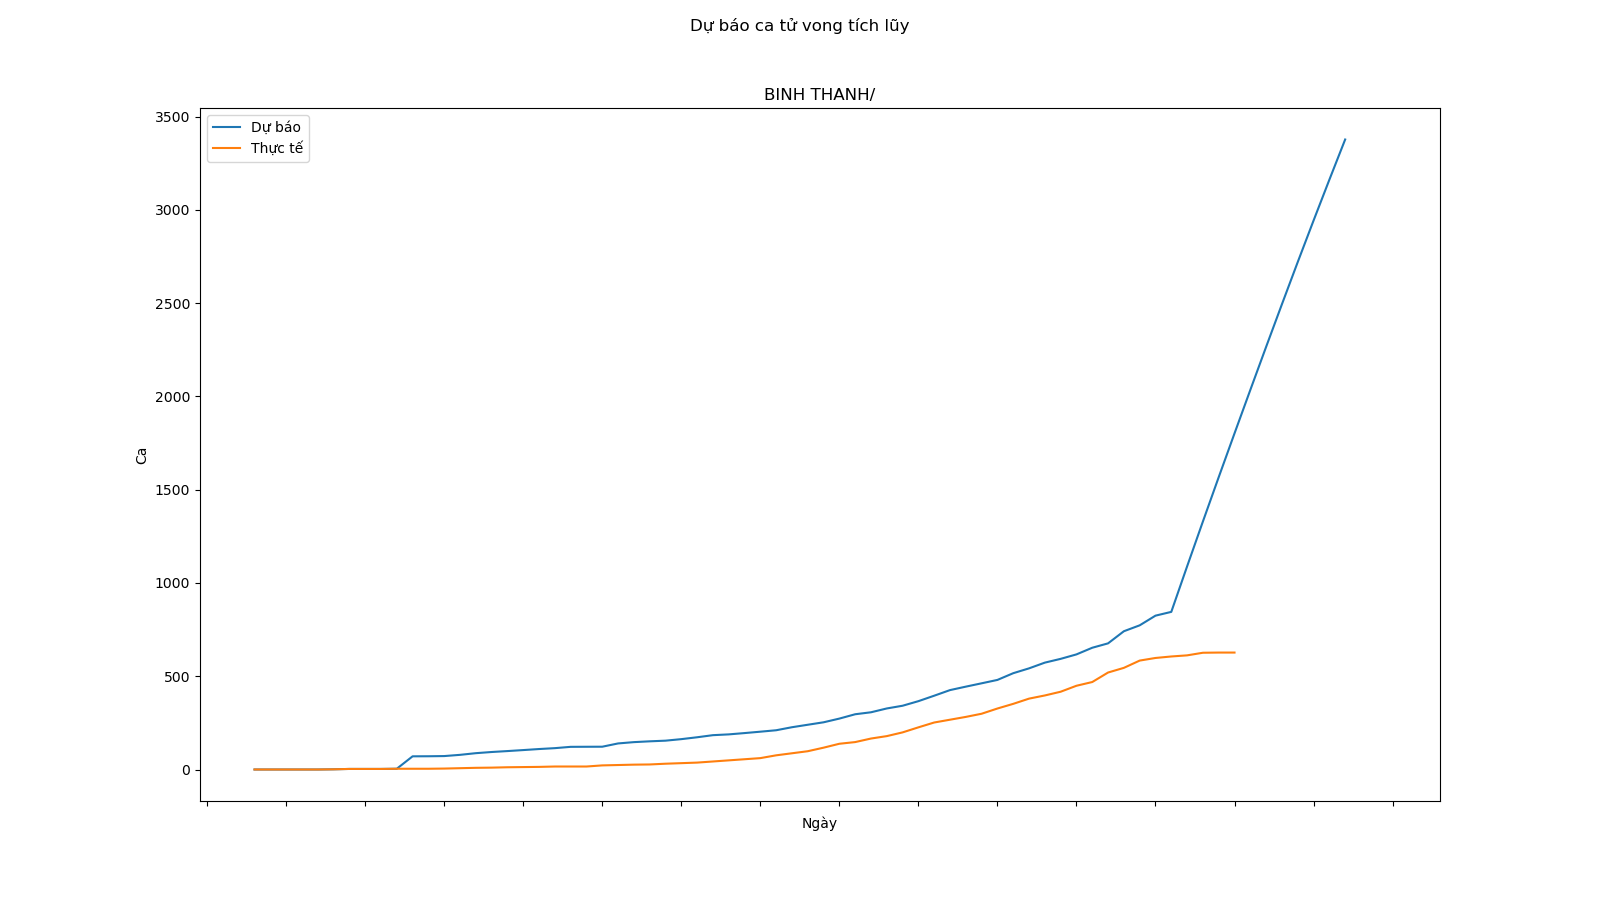 Dự báo ca tử vong tích lũy
BINH THANH/
3500
3000
2500
2000
1500
1000
500
0
Dự báo
Thực tế
Ca
Ngày